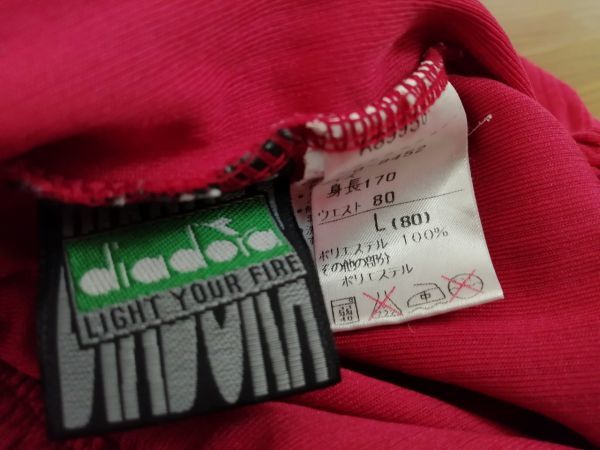 diadora
LIGHT YOUR FIRE
身長170
ウエスト 80
L(80)
ポリエステル 100%
その他の部分
ポリエステル
中